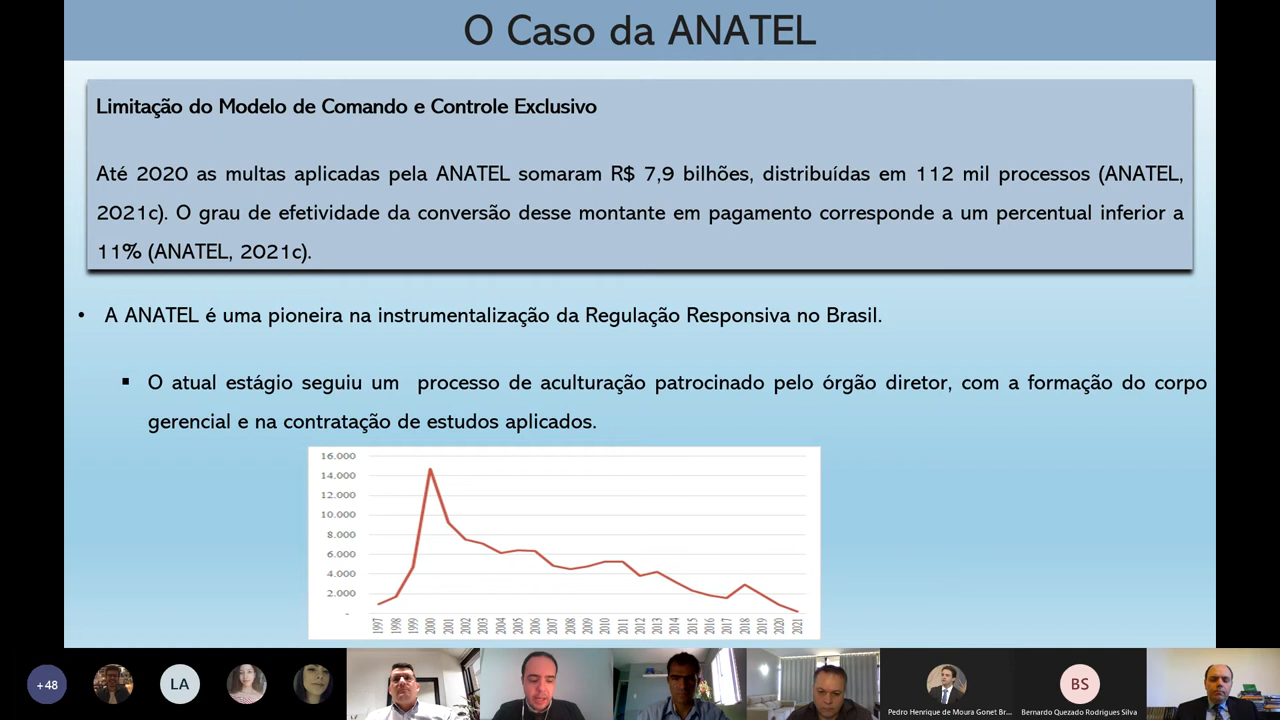 O Caso da ANATEL
Limitação do Modelo de Comando e Controle Exclusivo
Até 2020 as multas aplicadas pela ANATEL somaram R$ 7,9 bilhões, distribuídas em 112 mil processos (ANATEL,
2021c). O grau de efetividade da conversão desse montante em pagamento corresponde a um percentual inferior a
11% (ANATEL, 2021c).
• A ANATEL é uma pioneira na instrumentalização da Regulação Responsiva no Brasil.
▪ O atual estágio seguiu um processo de aculturação patrocinado pelo órgão diretor, com a formação do corpo
gerencial e na contratação de estudos aplicados.
16.000
14.000
12.000
10.000
8.000
6.000
4.000
2.000
-
1997 1998 1999 2000 2001 2002 2003 2004 2005 2006 2007 2008 2009 2010 2011 2012 2013 2014 2015 2016 2017 2018 2019 2020 2021
+48
LA
BS
Pedro Henrique de Moura Gonet Br...
Bernardo Quezado Rodrigues Silva